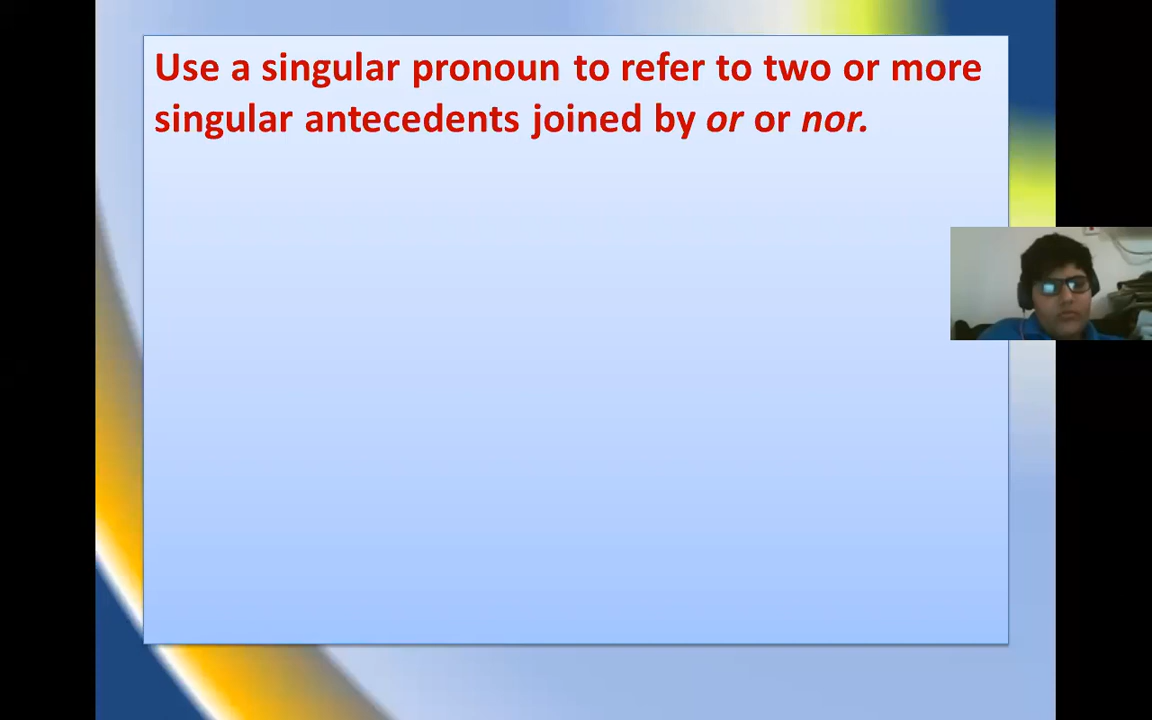 Use a singular pronoun to refer to two or more
singular antecedents joined by or or nor.